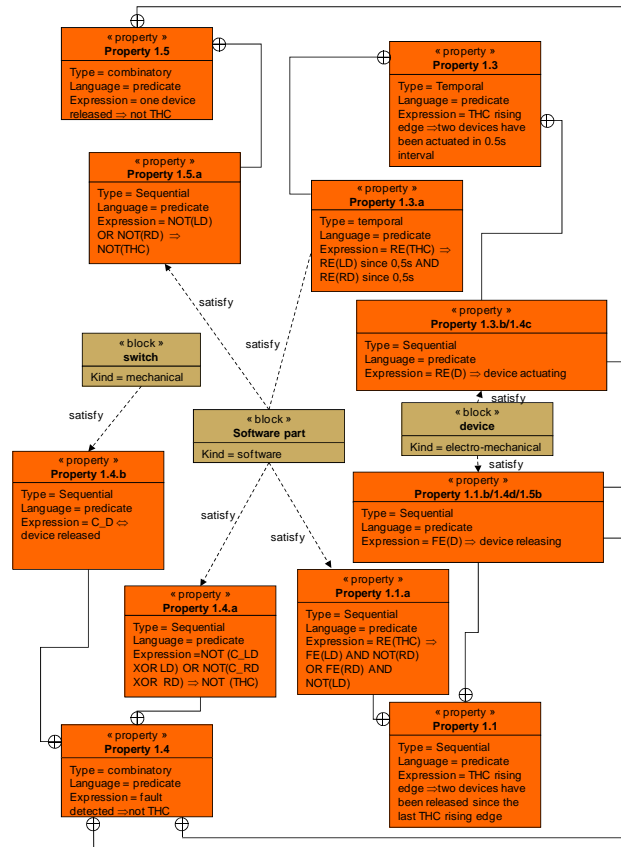 « property »
Property 1.5
Type = combinatory
Language = predicate
Expression = one device
released ⇒ not THC
« property »
Property 1.3
Type = Temporal
Language = predicate
Expression = THC rising
edge ⇒two devices have
been actuated in 0.5s
interval
« property »
Property 1.5.a
Type = Sequential
Language = predicate
Expression = NOT(LD)
OR NOT(RD) ⇒
NOT(THC)
« property »
Property 1.3.a
Type = temporal
Language = predicate
Expression = RE(THC) ⇒
RE(LD) since 0,5s AND
RE(RD) since 0,5s
satisfy
satisfy
« property »
Property 1.3.b/1.4c
Type = Sequential
Language = predicate
Expression = RE(D) ⇒ device actuating
« block »
switch
Kind = mechanical
satisfy
satisfy
« block »
Software part
Kind = software
« block »
device
Kind = electro-mechanical
satisfy
« property »
Property 1.4.b
Type = Sequential
Language = predicate
Expression = C_D ⇔
device released
« property »
Property 1.1.b/1.4d/1.5b
Type = Sequential
Language = predicate
Expression = FE(D) ⇒ device releasing
satisfy
satisfy
« property »
Property 1.4.a
Type = Sequential
Language = predicate
Expression =NOT (C_LD
XOR LD) OR NOT(C_RD
XOR RD) ⇒ NOT (THC)
« property »
Property 1.1.a
Type = Sequential
Language = predicate
Expression = RE(THC) ⇒
FE(LD) AND NOT(RD)
OR FE(RD) AND
NOT(LD)
« property »
Property 1.4
Type = combinatory
Language = predicate
Expression = fault
detected ⇒not THC
« property »
Property 1.1
Type = Sequential
Language = predicate
Expression = THC rising
edge ⇒two devices have
been released since the
last THC rising edge